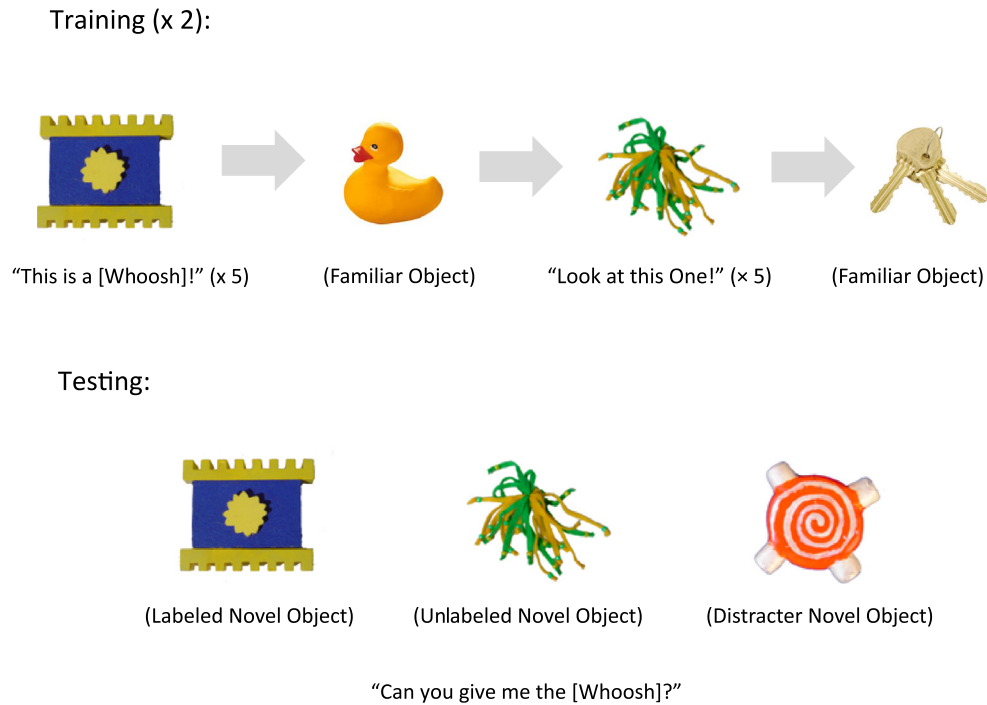 Training (x 2):
“This is a [Whoosh]!” (x 5)
(Familiar Object)
“Look at this One!” (× 5)
(Familiar Object)
Testing:
(Labeled Novel Object)
(Unlabeled Novel Object)
(Distracter Novel Object)
“Can you give me the [Whoosh]?”